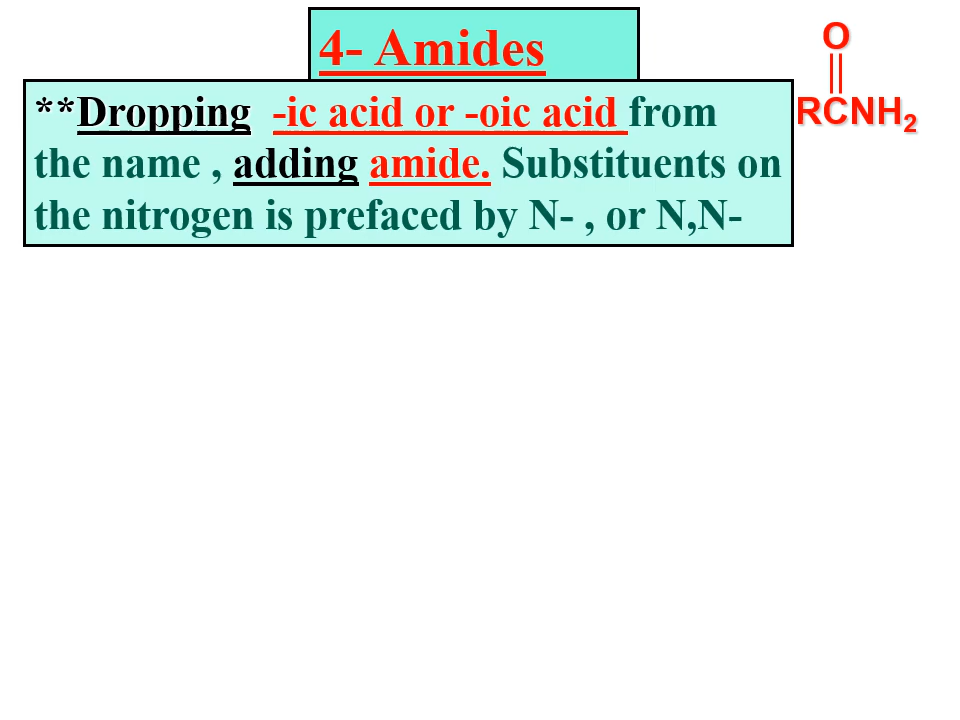 4- Amides
O
RCNH2
**Dropping -ic acid or -oic acid from
the name , adding amide. Substituents on
the nitrogen is prefaced by N- , or N,N-